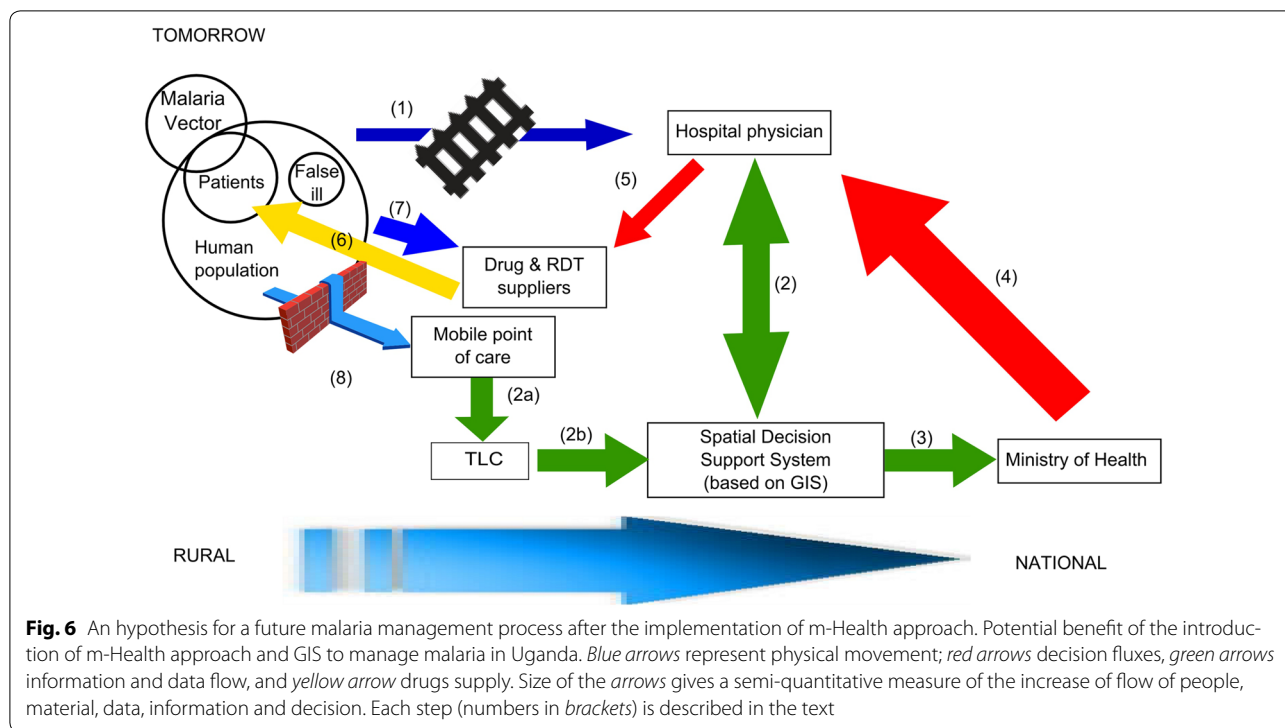 TOMORROW
Malaria
Vector
Patients
False
ill
Human
population
(1)
Hospital physician
(5)
(7)
(6)
Drug & RDT
suppliers
(2)
(4)
Mobile point
of care
(8)
(2a)
TLC
(2b)
Spatial Decision
Support System
(based on GIS)
(3)
Ministry of Health
RURAL
NATIONAL
Fig. 6 An hypothesis for a future malaria management process after the implementation of m-Health approach. Potential benefit of the introduc-
tion of m-Health approach and GIS to manage malaria in Uganda. Blue arrows represent physical movement; red arrows decision fluxes, green arrows
information and data flow, and yellow arrow drugs supply. Size of the arrows gives a semi-quantitative measure of the increase of flow of people,
material, data, information and decision. Each step (numbers in brackets) is described in the text